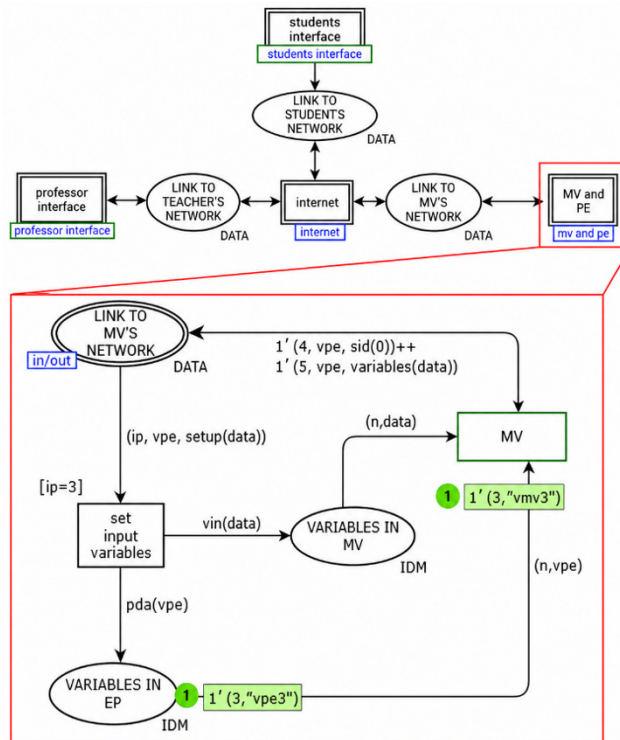 students
interface
students interface
LINK TO
STUDENT'S
NETWORK
DATA
professor
interface
professor interface
LINK TO
TEACHER'S
NETWORK
DATA
internet
internet
LINK TO
MV'S
NETWORK
DATA
MV and
PE
mv and pe
LINK TO
MV'S
NETWORK
in/out
DATA
1'(4, vpe, sid(0))++
1'(5, vpe, variables(data))
(ip, vpe, setup(data))
(n,data)
MV
1
1'(3,"vmv3")
[ip=3]
set
input
variables
vin(data)
VARIABLES IN
MV
IDM
(n,vpe)
pda(vpe)
VARIABLES IN
EP
1
1'(3,"vpe3")
IDM